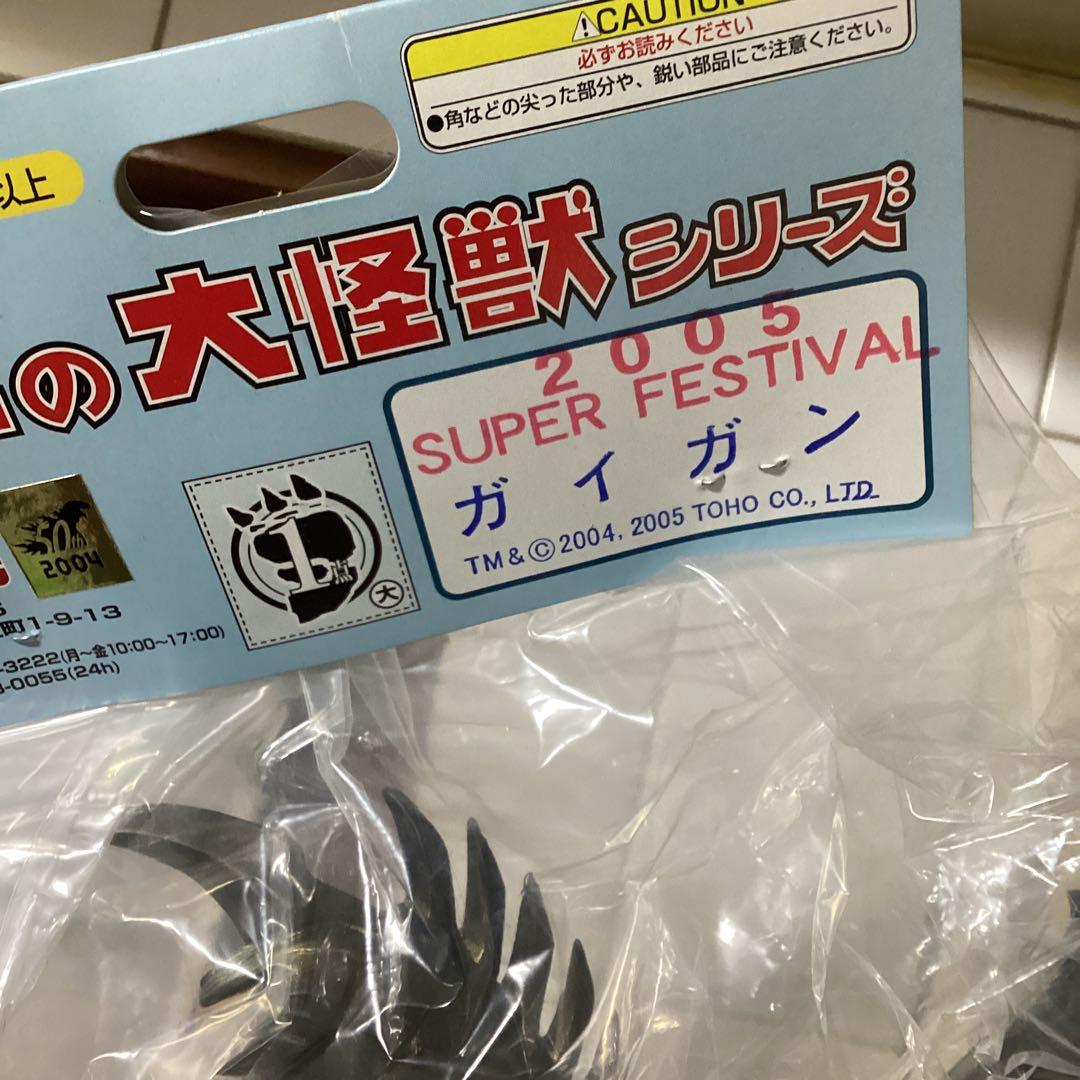 ⚠CAUTION
必ずお読みください
●角などの尖った部分や、鋭い部品にご注意ください。
以上
の大怪獣シリーズ
2005
SUPER FESTIVAL
ガイガン
TM&©2004, 2005 TOHO CO., LTD
50th
2004
1点
大
町1-9-13
-3222(月~金10:00~17:00)
-0055(24h)